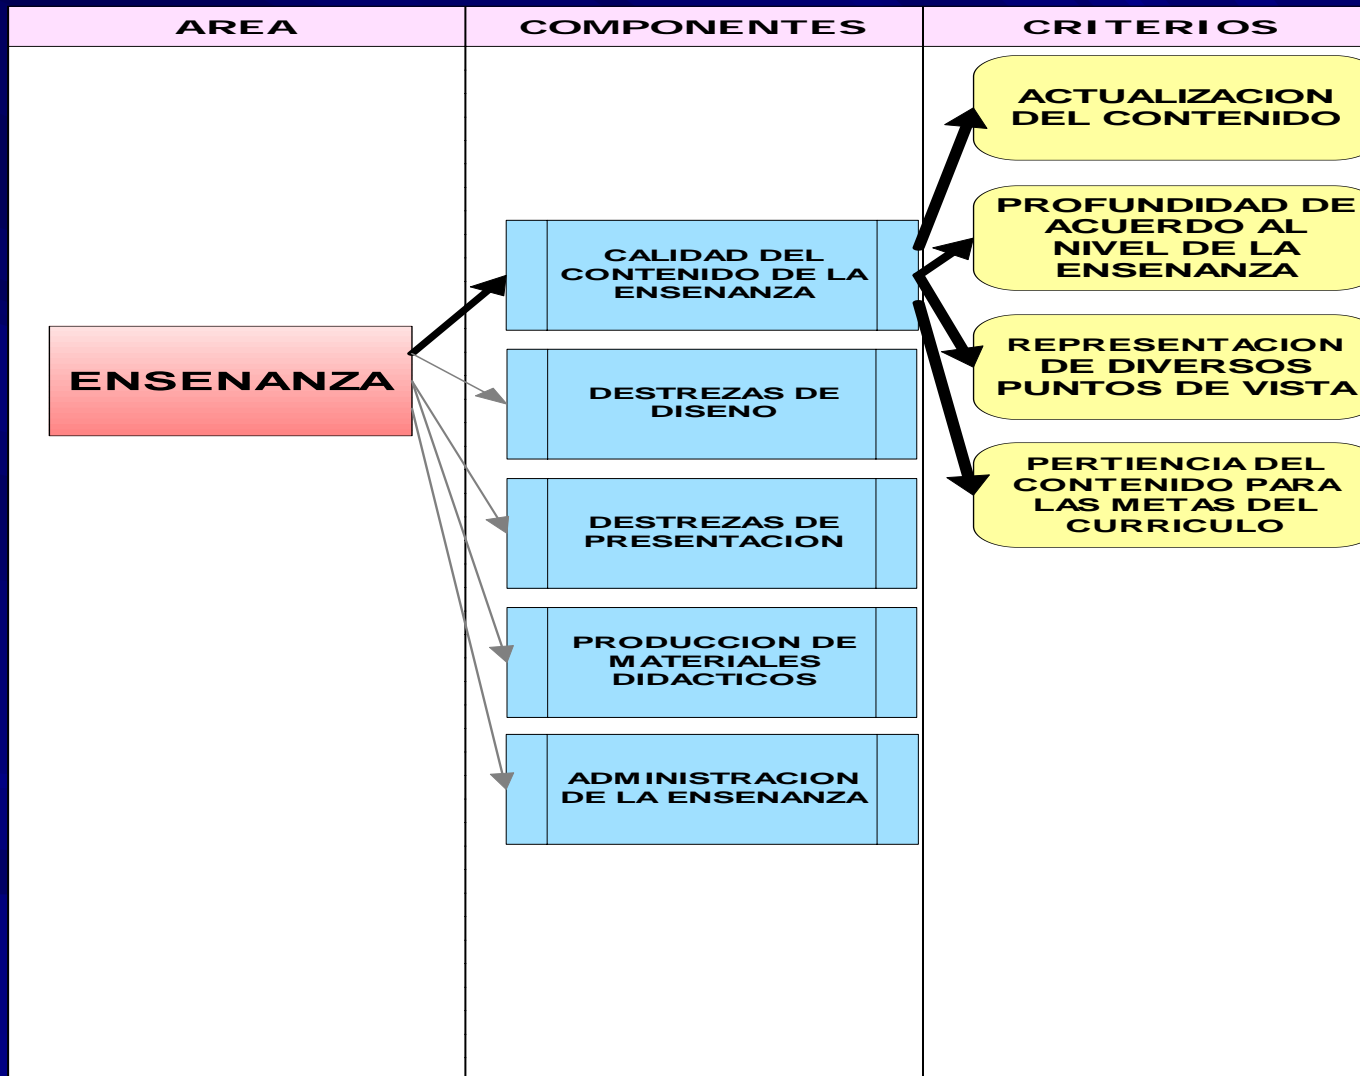 AREA
COMPONENTES
CRITERIOS
ENSENANZA
CALIDAD DEL
CONTENIDO DE LA
ENSENANZA
DESTREZAS DE
DISENO
DESTREZAS DE
PRESENTACION
PRODUCCION DE
MATERIALES
DIDACTICOS
ADMINISTRACION
DE LA ENSENANZA
ACTUALIZACION
DEL CONTENIDO
PROFUNDIDAD DE
ACUERDO AL
NIVEL DE LA
ENSENANZA
REPRESENTACION
DE DIVERSOS
PUNTOS DE VISTA
PERTIENCIA DEL
CONTENIDO PARA
LAS METAS DEL
CURRICULO